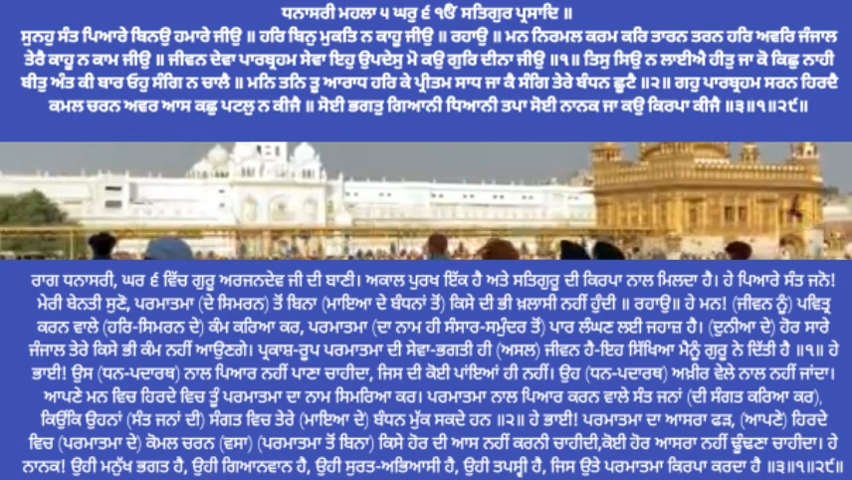 ਧਨਾਸਰੀ ਮਹਲਾ ੫ ਘਰੁ ੬ ੴ ਸਤਿਗੁਰ ਪ੍ਰਸਾਦਿ ॥
ਸੁਨਹੁ ਸੰਤ ਪਿਆਰੇ ਬਿਨਉ ਹਮਾਰੇ ਜੀਉ ॥ ਹਰਿ ਬਿਨੁ ਮੁਕਤਿ ਨ ਕਾਹੂ ਜੀਉ ॥ ਰਹਾਉ ॥ ਮਨ ਨਿਰਮਲ ਕਰਮ ਕਰਿ ਤਾਰਨ ਤਰਨ ਹਰਿ ਅਵਰਿ ਜੰਜਾਲ
ਤੇਰੈ ਕਾਹੂ ਨ ਕਾਮ ਜੀਉ ॥ ਜੀਵਨ ਦੇਵਾ ਪਾਰਬ੍ਰਹਮ ਸੇਵਾ ਇਹੁ ਉਪਦੇਸੁ ਮੋ ਕਉ ਗੁਰਿ ਦੀਨਾ ਜੀਉ ॥੧॥ ਤਿਸੁ ਸਿਉ ਨ ਲਾਈਐ ਹੀਤੁ ਜਾ ਕੋ ਕਿਛੁ ਨਾਹੀ
ਬੀਤੁ ਅੰਤ ਕੀ ਬਾਰ ਓਹੁ ਸੰਗਿ ਨ ਚਾਲੈ ॥ ਮਨਿ ਤਨਿ ਤੂ ਆਰਾਧ ਹਰਿ ਕੇ ਪ੍ਰੀਤਮ ਸਾਧ ਜਾ ਕੈ ਸੰਗਿ ਤੇਰੇ ਬੰਧਨ ਛੂਟੈ ॥੨॥ ਗਹੁ ਪਾਰਬ੍ਰਹਮ ਸਰਨ ਹਿਰਦੈ
ਕਮਲ ਚਰਨ ਅਵਰ ਆਸ ਕਛੁ ਪਟਲੁ ਨ ਕੀਜੈ ॥ ਸੋਈ ਭਗਤੁ ਗਿਆਨੀ ਧਿਆਨੀ ਤਪਾ ਸੋਈ ਨਾਨਕ ਜਾ ਕਉ ਕਿਰਪਾ ਕੀਜੈ ॥੩॥੧॥੨੯॥
ਰਾਗ ਧਨਾਸਰੀ, ਘਰ ੬ ਵਿੱਚ ਗੁਰੂ ਅਰਜਨਦੇਵ ਜੀ ਦੀ ਬਾਣੀ। ਅਕਾਲ ਪੁਰਖ ਇੱਕ ਹੈ ਅਤੇ ਸਤਿਗੁਰੂ ਦੀ ਕਿਰਪਾ ਨਾਲ ਮਿਲਦਾ ਹੈ। ਹੇ ਪਿਆਰੇ ਸੰਤ ਜਨੋ!
ਮੇਰੀ ਬੇਨਤੀ ਸੁਣੋ, ਪਰਮਾਤਮਾ (ਦੇ ਸਿਮਰਨ) ਤੋਂ ਬਿਨਾ (ਮਾਇਆ ਦੇ ਬੰਧਨਾਂ ਤੋਂ) ਕਿਸੇ ਦੀ ਭੀ ਖ਼ਲਾਸੀ ਨਹੀਂ ਹੁੰਦੀ ॥ ਰਹਾਉ॥ ਹੇ ਮਨ! (ਜੀਵਨ ਨੂੰ) ਪਵਿਤ੍ਰ
ਕਰਨ ਵਾਲੇ (ਹਰਿ-ਸਿਮਰਨ ਦੇ) ਕੰਮ ਕਰਿਆ ਕਰ, ਪਰਮਾਤਮਾ (ਦਾ ਨਾਮ ਹੀ ਸੰਸਾਰ-ਸਮੁੰਦਰ ਤੋਂ) ਪਾਰ ਲੰਘਣ ਲਈ ਜਹਾਜ਼ ਹੈ। (ਦੁਨੀਆ ਦੇ) ਹੋਰ ਸਾਰੇ
ਜੰਜਾਲ ਤੇਰੇ ਕਿਸੇ ਭੀ ਕੰਮ ਨਹੀਂ ਆਉਣਗੇ। ਪ੍ਰਕਾਸ਼-ਰੂਪ ਪਰਮਾਤਮਾ ਦੀ ਸੇਵਾ-ਭਗਤੀ ਹੀ (ਅਸਲ) ਜੀਵਨ ਹੈ-ਇਹ ਸਿੱਖਿਆ ਮੈਨੂੰ ਗੁਰੂ ਨੇ ਦਿੱਤੀ ਹੈ ॥੧॥ ਹੇ
ਭਾਈ! ਉਸ (ਧਨ-ਪਦਾਰਥ) ਨਾਲ ਪਿਆਰ ਨਹੀਂ ਪਾਣਾ ਚਾਹੀਦਾ, ਜਿਸ ਦੀ ਕੋਈ ਪਾਂਇਆਂ ਹੀ ਨਹੀਂ। ਉਹ (ਧਨ-ਪਦਾਰਥ) ਅਖ਼ੀਰ ਵੇਲੇ ਨਾਲ ਨਹੀਂ ਜਾਂਦਾ।
ਆਪਣੇ ਮਨ ਵਿਚ ਹਿਰਦੇ ਵਿਚ ਤੂੰ ਪਰਮਾਤਮਾ ਦਾ ਨਾਮ ਸਿਮਰਿਆ ਕਰ। ਪਰਮਾਤਮਾ ਨਾਲ ਪਿਆਰ ਕਰਨ ਵਾਲੇ ਸੰਤ ਜਨਾਂ (ਦੀ ਸੰਗਤ ਕਰਿਆ ਕਰ),
ਕਿਉਂਕਿ ਉਹਨਾਂ (ਸੰਤ ਜਨਾਂ ਦੀ) ਸੰਗਤ ਵਿਚ ਤੇਰੇ (ਮਾਇਆ ਦੇ) ਬੰਧਨ ਮੁੱਕ ਸਕਦੇ ਹਨ ॥੨॥ ਹੇ ਭਾਈ! ਪਰਮਾਤਮਾ ਦਾ ਆਸਰਾ ਫੜ, (ਆਪਣੇ) ਹਿਰਦੇ
ਵਿਚ (ਪਰਮਾਤਮਾ ਦੇ) ਕੋਮਲ ਚਰਨ (ਵਸਾ) (ਪਰਮਾਤਮਾ ਤੋਂ ਬਿਨਾ) ਕਿਸੇ ਹੋਰ ਦੀ ਆਸ ਨਹੀਂ ਕਰਨੀ ਚਾਹੀਦੀ,ਕੋਈ ਹੋਰ ਆਸਰਾ ਨਹੀਂ ਢੂੰਢਣਾ ਚਾਹੀਦਾ। ਹੇ
ਨਾਨਕ! ਉਹੀ ਮਨੁੱਖ ਭਗਤ ਹੈ, ਉਹੀ ਗਿਆਨਵਾਨ ਹੈ, ਉਹੀ ਸੁਰਤ-ਅਭਿਆਸੀ ਹੈ, ਉਹੀ ਤਪਸ੍ਵੀ ਹੈ, ਜਿਸ ਉਤੇ ਪਰਮਾਤਮਾ ਕਿਰਪਾ ਕਰਦਾ ਹੈ ॥੩॥੧॥੨੯॥